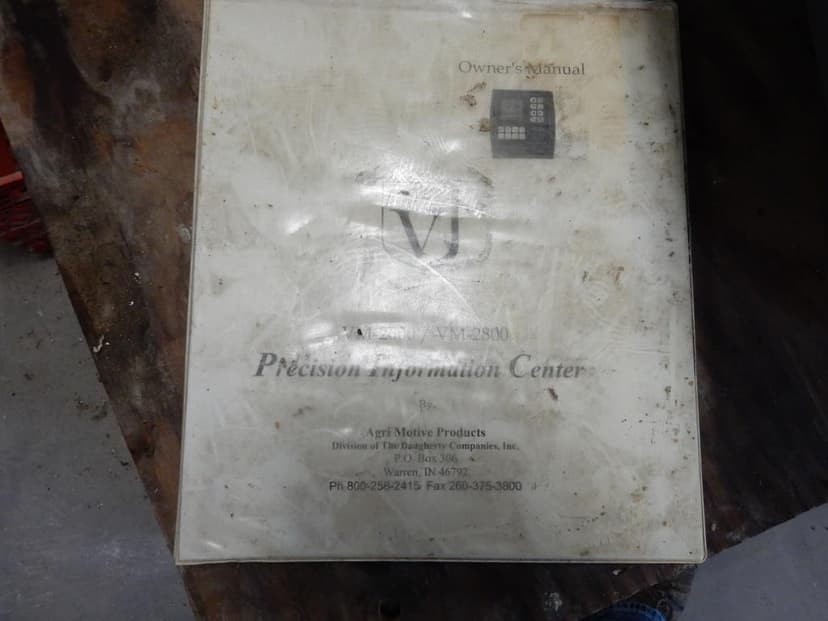 Owner's Manual
VJ
/ VM-2800
Precision Information Center
By
Agri Motive Products
Division of The Daugherty Companies, Inc.
P.O. Box 306
Warren, IN 46792
Ph 800-258-2415 Fax 260-375-3800